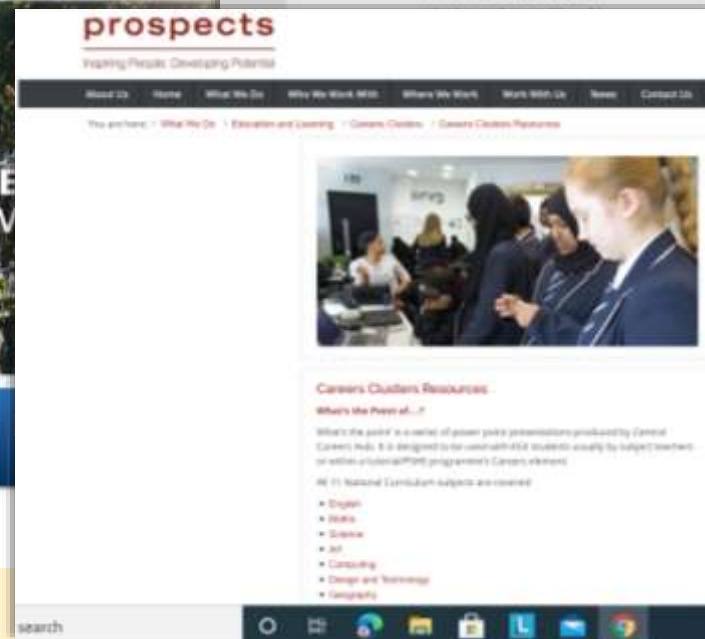 prospects
Inspiring People. Developing Potential
About Us Home What We Do Who We Work With Where We Work Work With Us News Contact Us
You are here: > What We Do > Education and Learning > Careers Clusters > Careers Clusters Resources
Careers Clusters Resources
What's the Point of...?
What's the point' is a series of power point presentations produced by Central
Careers Hub. It is designed to be used with KS3 students usually by subject teachers
or within a tutorial/PSHE programme's Careers element
All 11 National Curriculum subjects are covered
English
Maths
Science
Art
Computing
Design and Technology
Geography
search